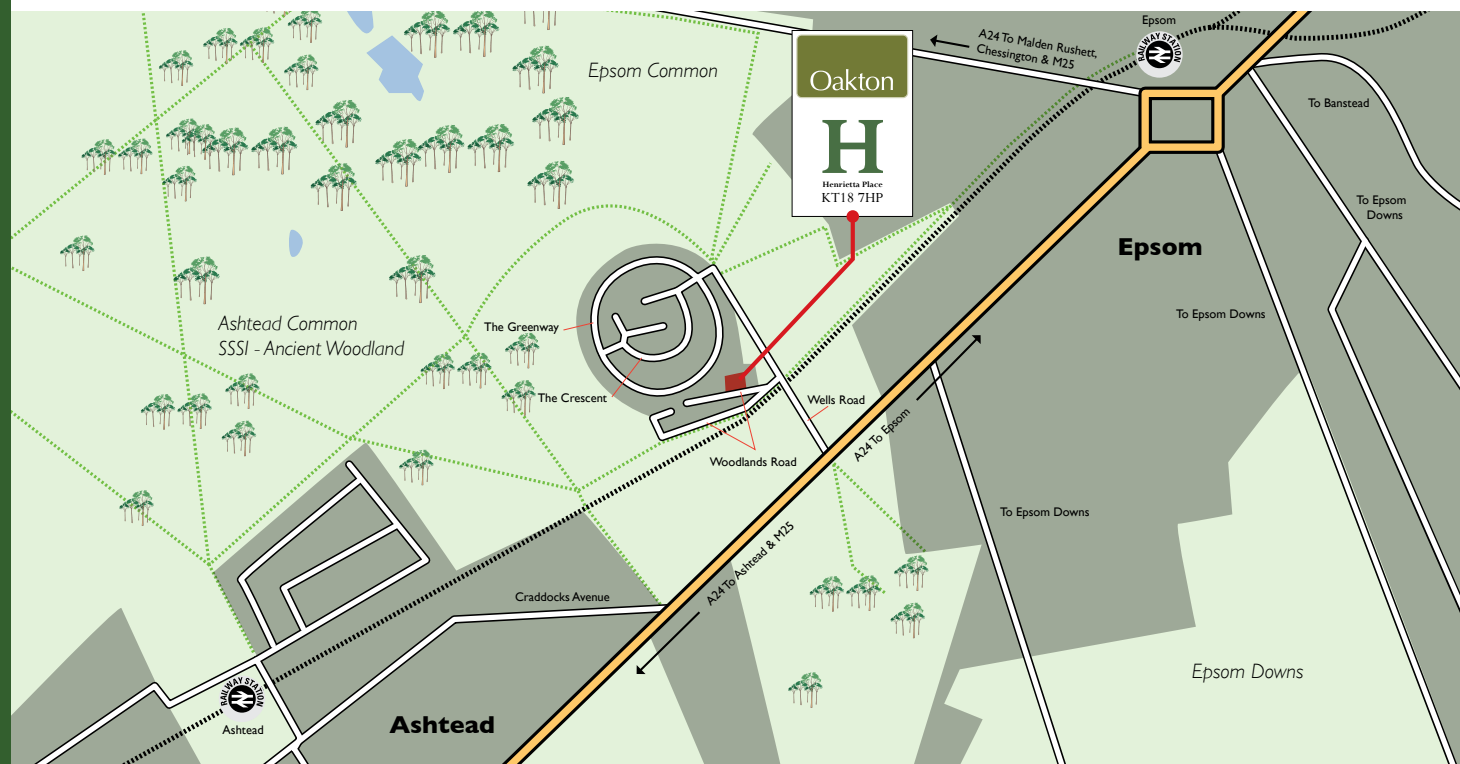 Epsom
RAILWAY STATION
A24 To Malden Rushett,
Chessington & M25
Epsom Common
Oakton
H
Henrietta Place
KT18 7HP
To Banstead
To Epsom
Downs
Epsom
To Epsom Downs
Ashtead Common
SSSI - Ancient Woodland
The Greenway
The Crescent
Wells Road
Woodlands Road
A24 To Epsom
To Epsom Downs
A24 To Ashtead & M25
Craddocks Avenue
Epsom Downs
RAILWAY STATION
Ashtead
Ashtead